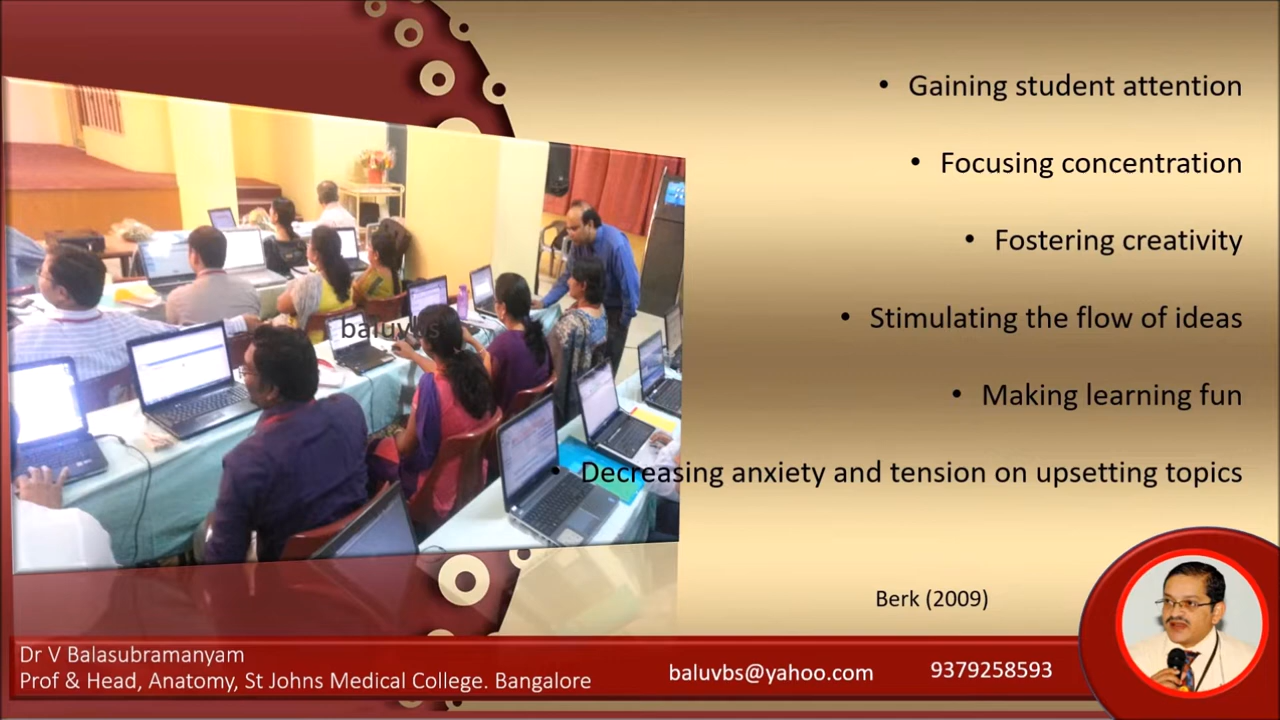 • Gaining student attention
• Focusing concentration
• Fostering creativity
baluvbs
• Stimulating the flow of ideas
• Making learning fun
• Decreasing anxiety and tension on upsetting topics
Berk (2009)
Dr V Balasubramanyam
Prof & Head, Anatomy, St Johns Medical College. Bangalore
baluvbs@yahoo.com
9379258593